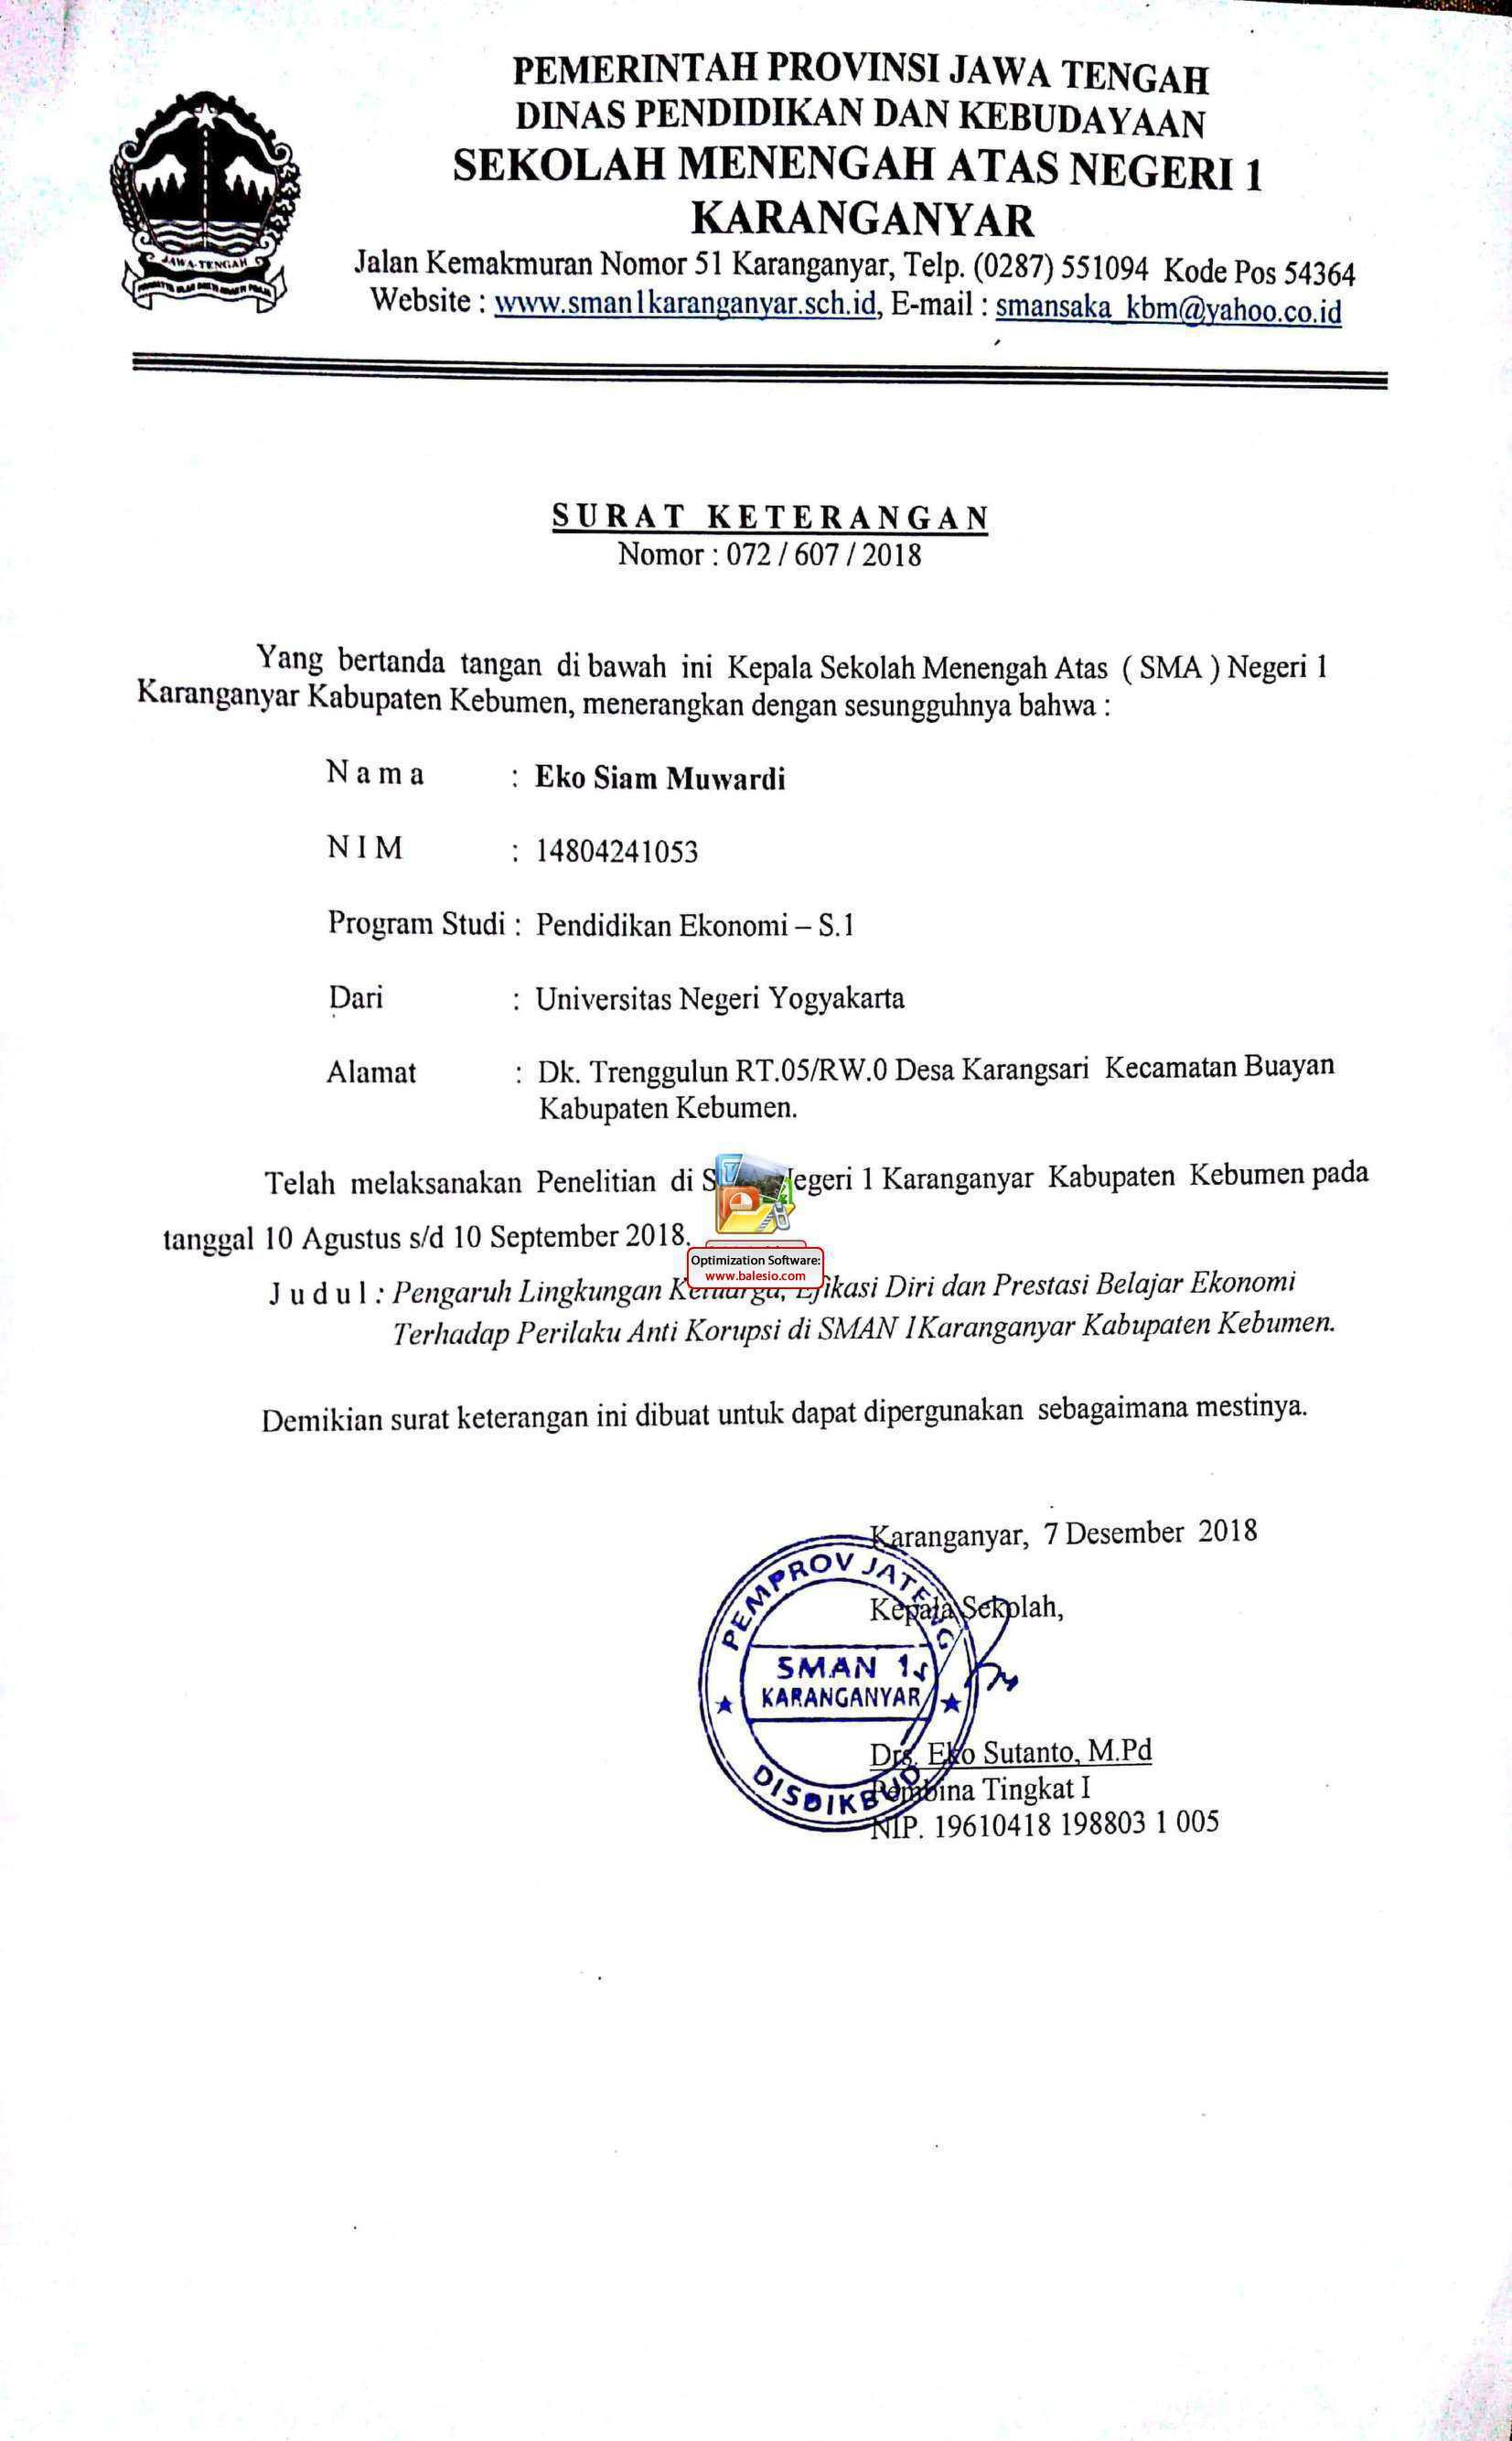 PEMERINTAH PROVINSI JAWA TENGAH
DINAS PENDIDIKAN DAN KEBUDAYAAN
SEKOLAH MENENGAH ATAS NEGERI 1
KARANGANYAR
Jalan Kemakmuran Nomor 51 Karanganyar, Telp. (0287) 551094 Kode Pos 54364
Website : www.sman1karanganyar.sch.id, E-mail : smansaka_kbm@yahoo.co.id
JAWA-TENGAH
SURAT KETERANGAN
Nomor : 072 / 607 / 2018
Yang bertanda tangan di bawah ini Kepala Sekolah Menengah Atas ( SMA ) Negeri 1
Karanganyar Kabupaten Kebumen, menerangkan dengan sesungguhnya bahwa :
N a m a : Eko Siam Muwardi
N I M : 14804241053
Program Studi : Pendidikan Ekonomi – S.1
Dari : Universitas Negeri Yogyakarta
Alamat : Dk. Trenggulun RT.05/RW.0 Desa Karangsari Kecamatan Buayan
Kabupaten Kebumen.
Telah melaksanakan Penelitian di 1 Karanganyar Kabupaten Kebumen pada
tanggal 10 Agustus s/d 10 September 2018.
Optimization Software:
www.balesio.com
J u d u l : Pengaruh Lingkungan Keluarga, Efikasi Diri dan Prestasi Belajar Ekonomi
Terhadap Perilaku Anti Korupsi di SMAN 1Karanganyar Kabupaten Kebumen.
Demikian surat keterangan ini dibuat untuk dapat dipergunakan sebagaimana mestinya.
Karanganyar, 7 Desember 2018
Kepala Sekolah,
PEMPROV JATENG
SMAN 1
KARANGANYAR
DISDIKBUD
Drs. Eko Sutanto, M.Pd
Pembina Tingkat I
NIP. 19610418 198803 1 005